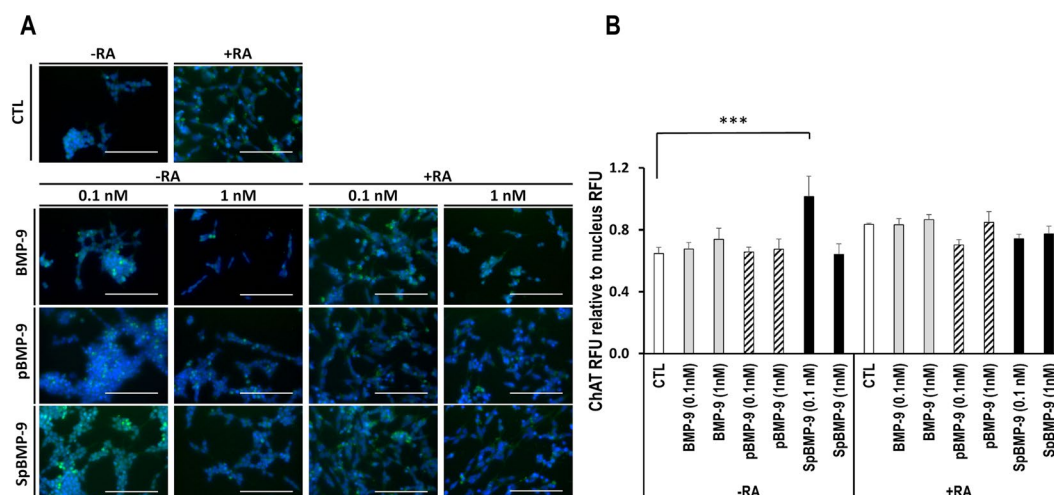 A
-RA +RA
CTL
-RA +RA
0.1 nM 1 nM 0.1 nM 1 nM
BMP-9
pBMP-9
SpBMP-9
B
***
ChAT RFU relative to nucleus RFU
1.2
0.8
0.4
0.0
CTL
BMP-9 (0.1nM)
BMP-9 (1nM)
pBMP-9 (0.1nM)
pBMP-9 (1nM)
SpBMP-9 (0.1 nM)
SpBMP-9 (1nM)
CTL
BMP-9 (0.1nM)
BMP-9 (1nM)
pBMP-9 (0.1nM)
pBMP-9 (1nM)
SpBMP-9 (0.1 nM)
SpBMP-9 (1nM)
-RA +RA